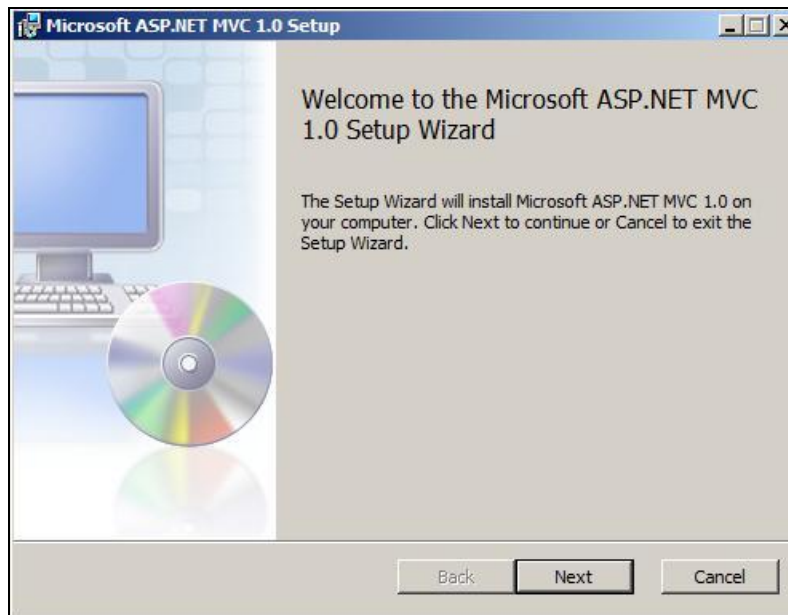 Microsoft ASP.NET MVC 1.0 Setup
Welcome to the Microsoft ASP.NET MVC
1.0 Setup Wizard
The Setup Wizard will install Microsoft ASP.NET MVC 1.0 on
your computer. Click Next to continue or Cancel to exit the
Setup Wizard.
Back Next Cancel